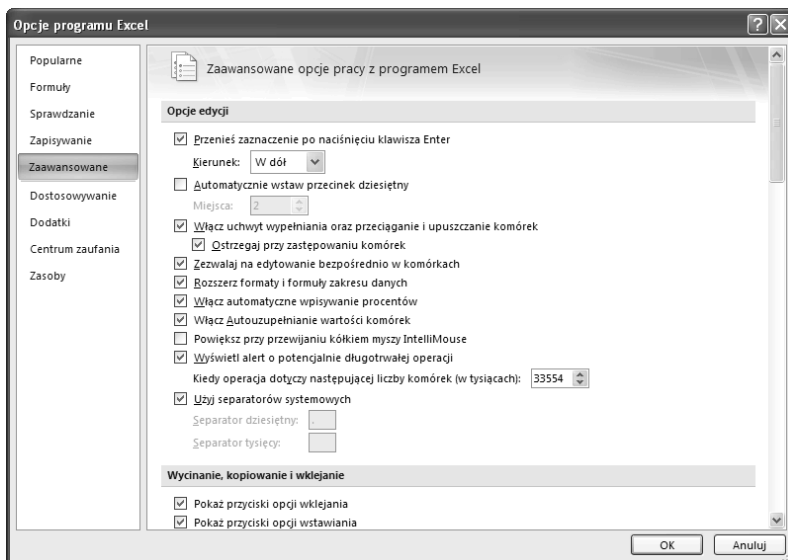 Opcje programu Excel
Popularne
Formuły
Sprawdzanie
Zapisywanie
Zaawansowane
Dostosowywanie
Dodatki
Centrum zaufania
Zasoby
Zaawansowane opcje pracy z programem Excel
Opcje edycji
Przenieś zaznaczenie po naciśnięciu klawisza Enter
Kierunek: W dół
Automatycznie wstaw przecinek dziesiętny
Miejsca: 2
Włącz uchwyt wypełniania oraz przeciąganie i upuszczanie komórek
Ostrzegaj przy zastępowaniu komórek
Zezwalaj na edytowanie bezpośrednio w komórkach
Rozszerz formaty i formuły zakresu danych
Włącz automatyczne wpisywanie procentów
Włącz Autouzupełnianie wartości komórek
Powiększ przy przewijaniu kółkiem myszy IntelliMouse
Wyświetl alert o potencjalnie długotrwałej operacji
Kiedy operacja dotyczy następującej liczby komórek (w tysiącach): 33554
Użyj separatorów systemowych
Separator dziesiętny: .
Separator tysięcy:
Wycinanie, kopiowanie i wklejanie
Pokaż przyciski opcji wklejania
Pokaż przyciski opcji wstawiania
OK
Anuluj